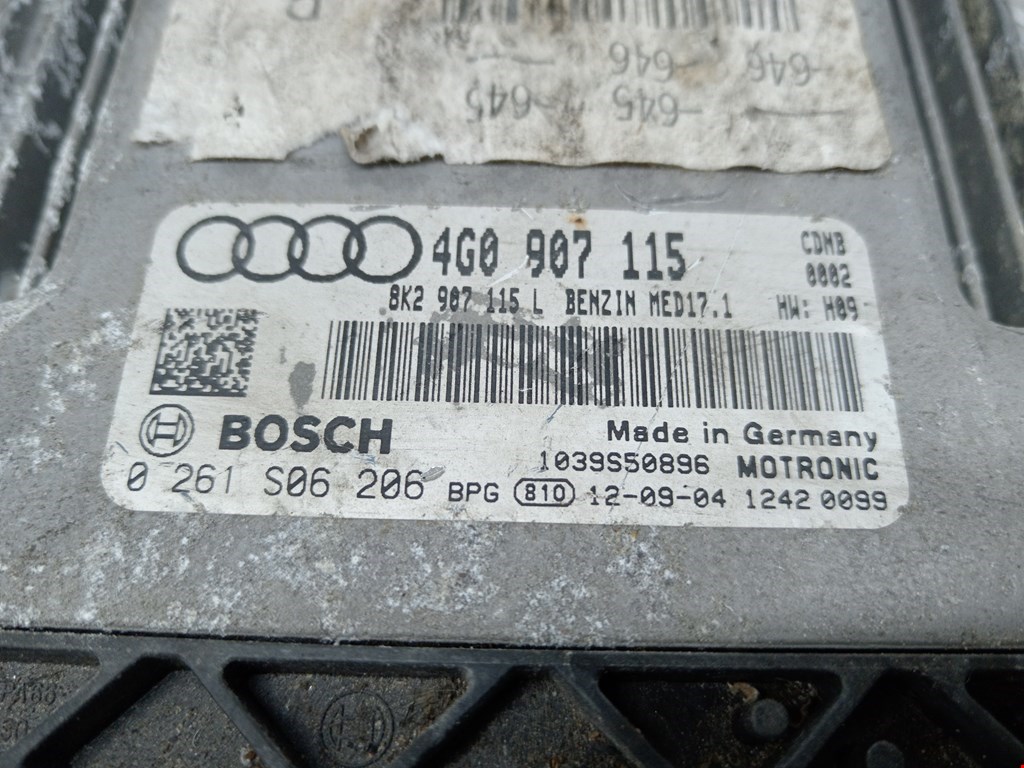 -645 -645 -645
-646 -646
4G0 907 115
CDMB
0002
8K2 907 115 L BENZIN MED17.1 HW: H09
BOSCH
Made in Germany
1039S50896 MOTRONIC
0 261 S06 206 BPG 810 12-09-04 1242 0099